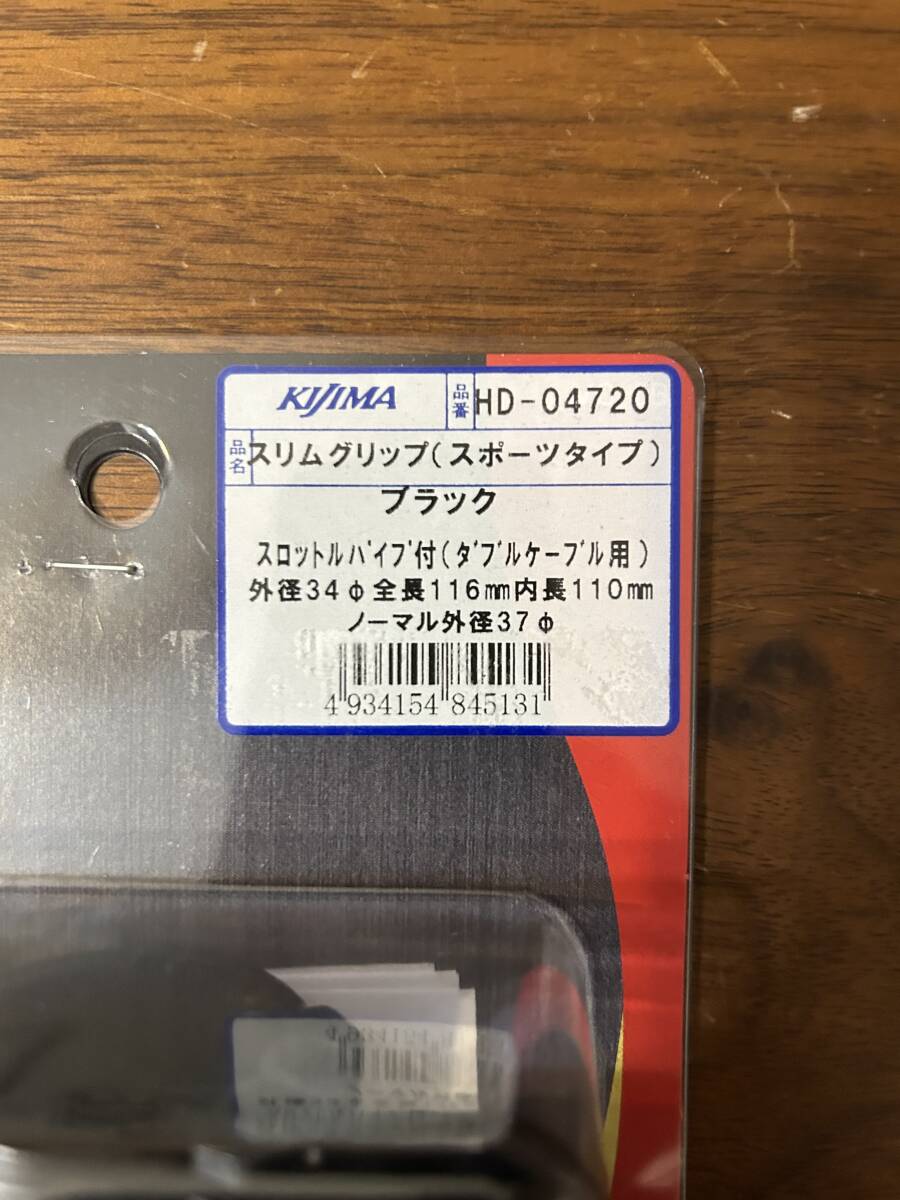 KIJIMA 品番 HD-04720
品名 スリムグリップ(スポーツタイプ)
ブラック
スロットルパイプ付(ダブルケーブル用)
外径34φ全長116mm内長110mm
ノーマル外径37φ
4 934154 845131
4 934154